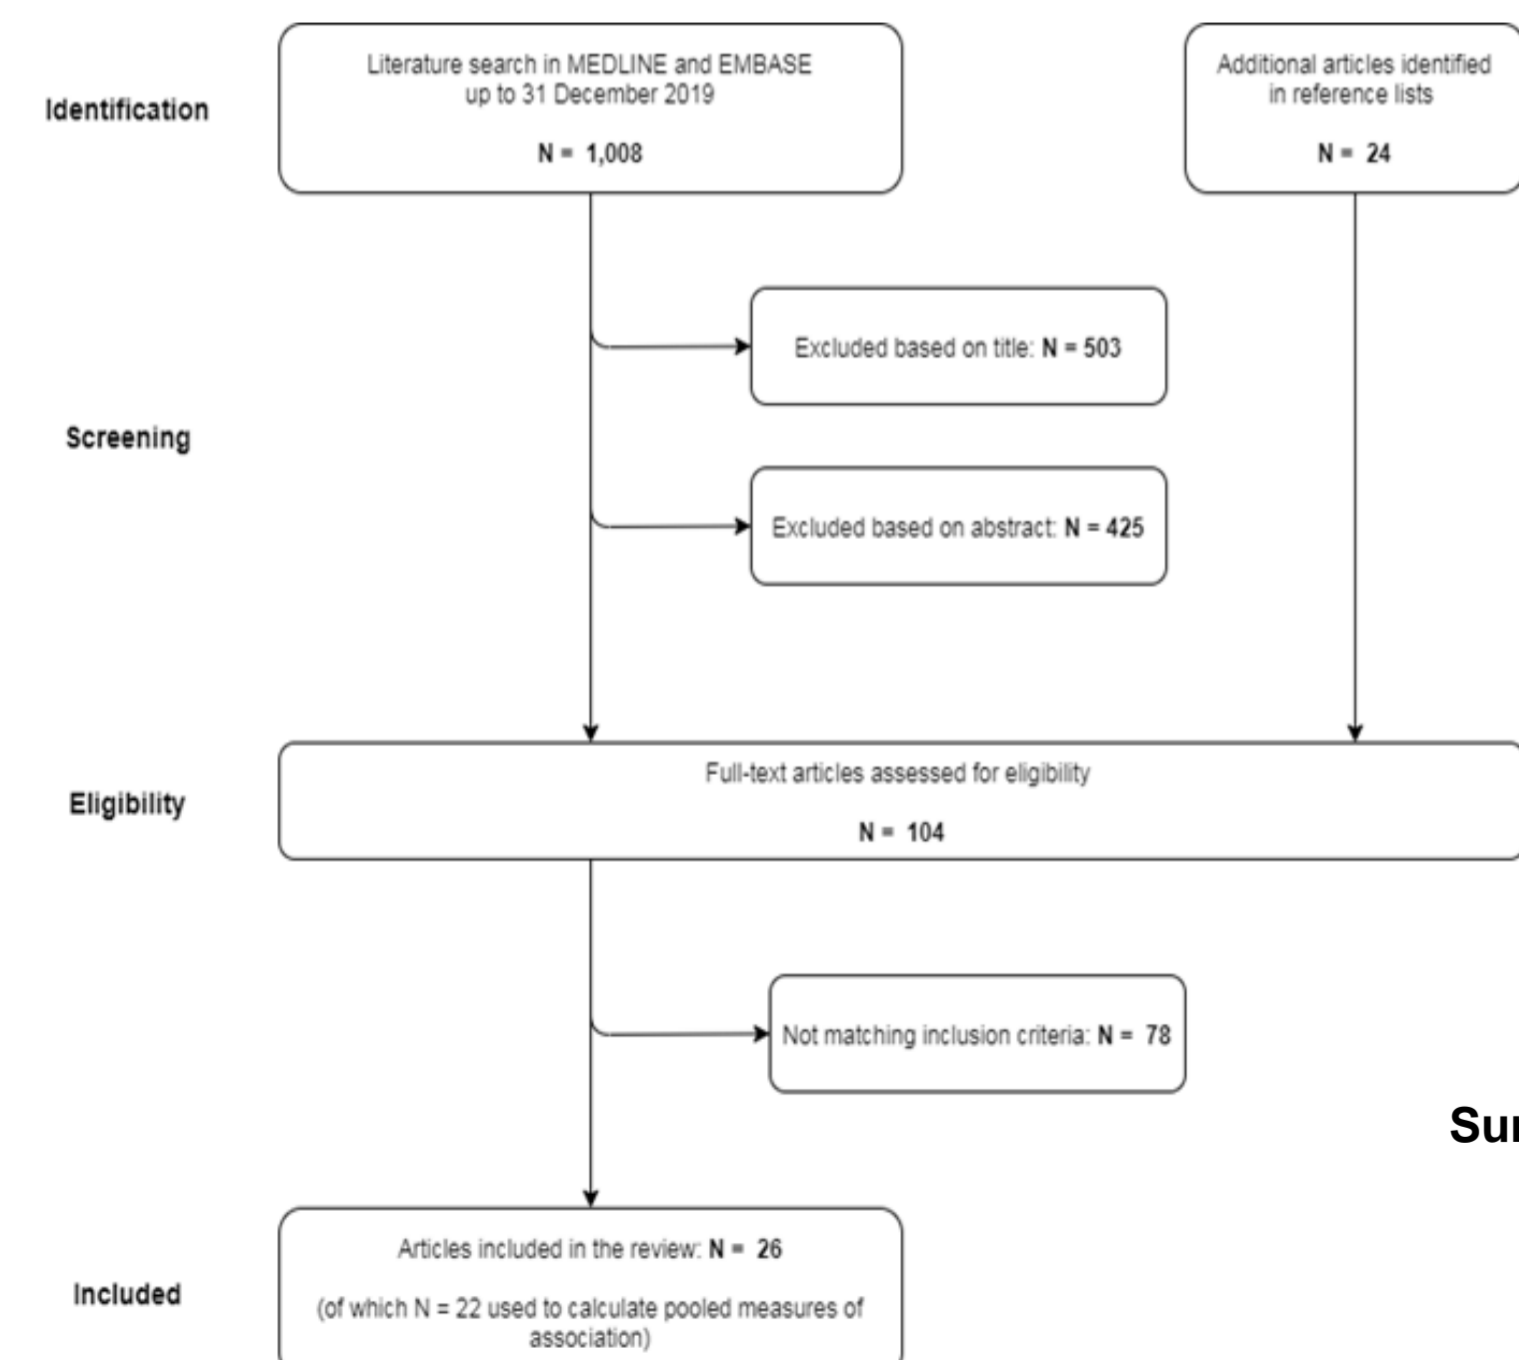 Identification
Literature search in MEDLINE and EMBASE
up to 31 December 2019
N = 1,008
Additional articles identified
in reference lists
N = 24
Screening
Excluded based on title: N = 503
Excluded based on abstract: N = 425
Eligibility
Full-text articles assessed for eligibility
N = 104
Not matching inclusion criteria: N = 78
Included
Articles included in the review: N = 26
(of which N = 22 used to calculate pooled measures of
association)